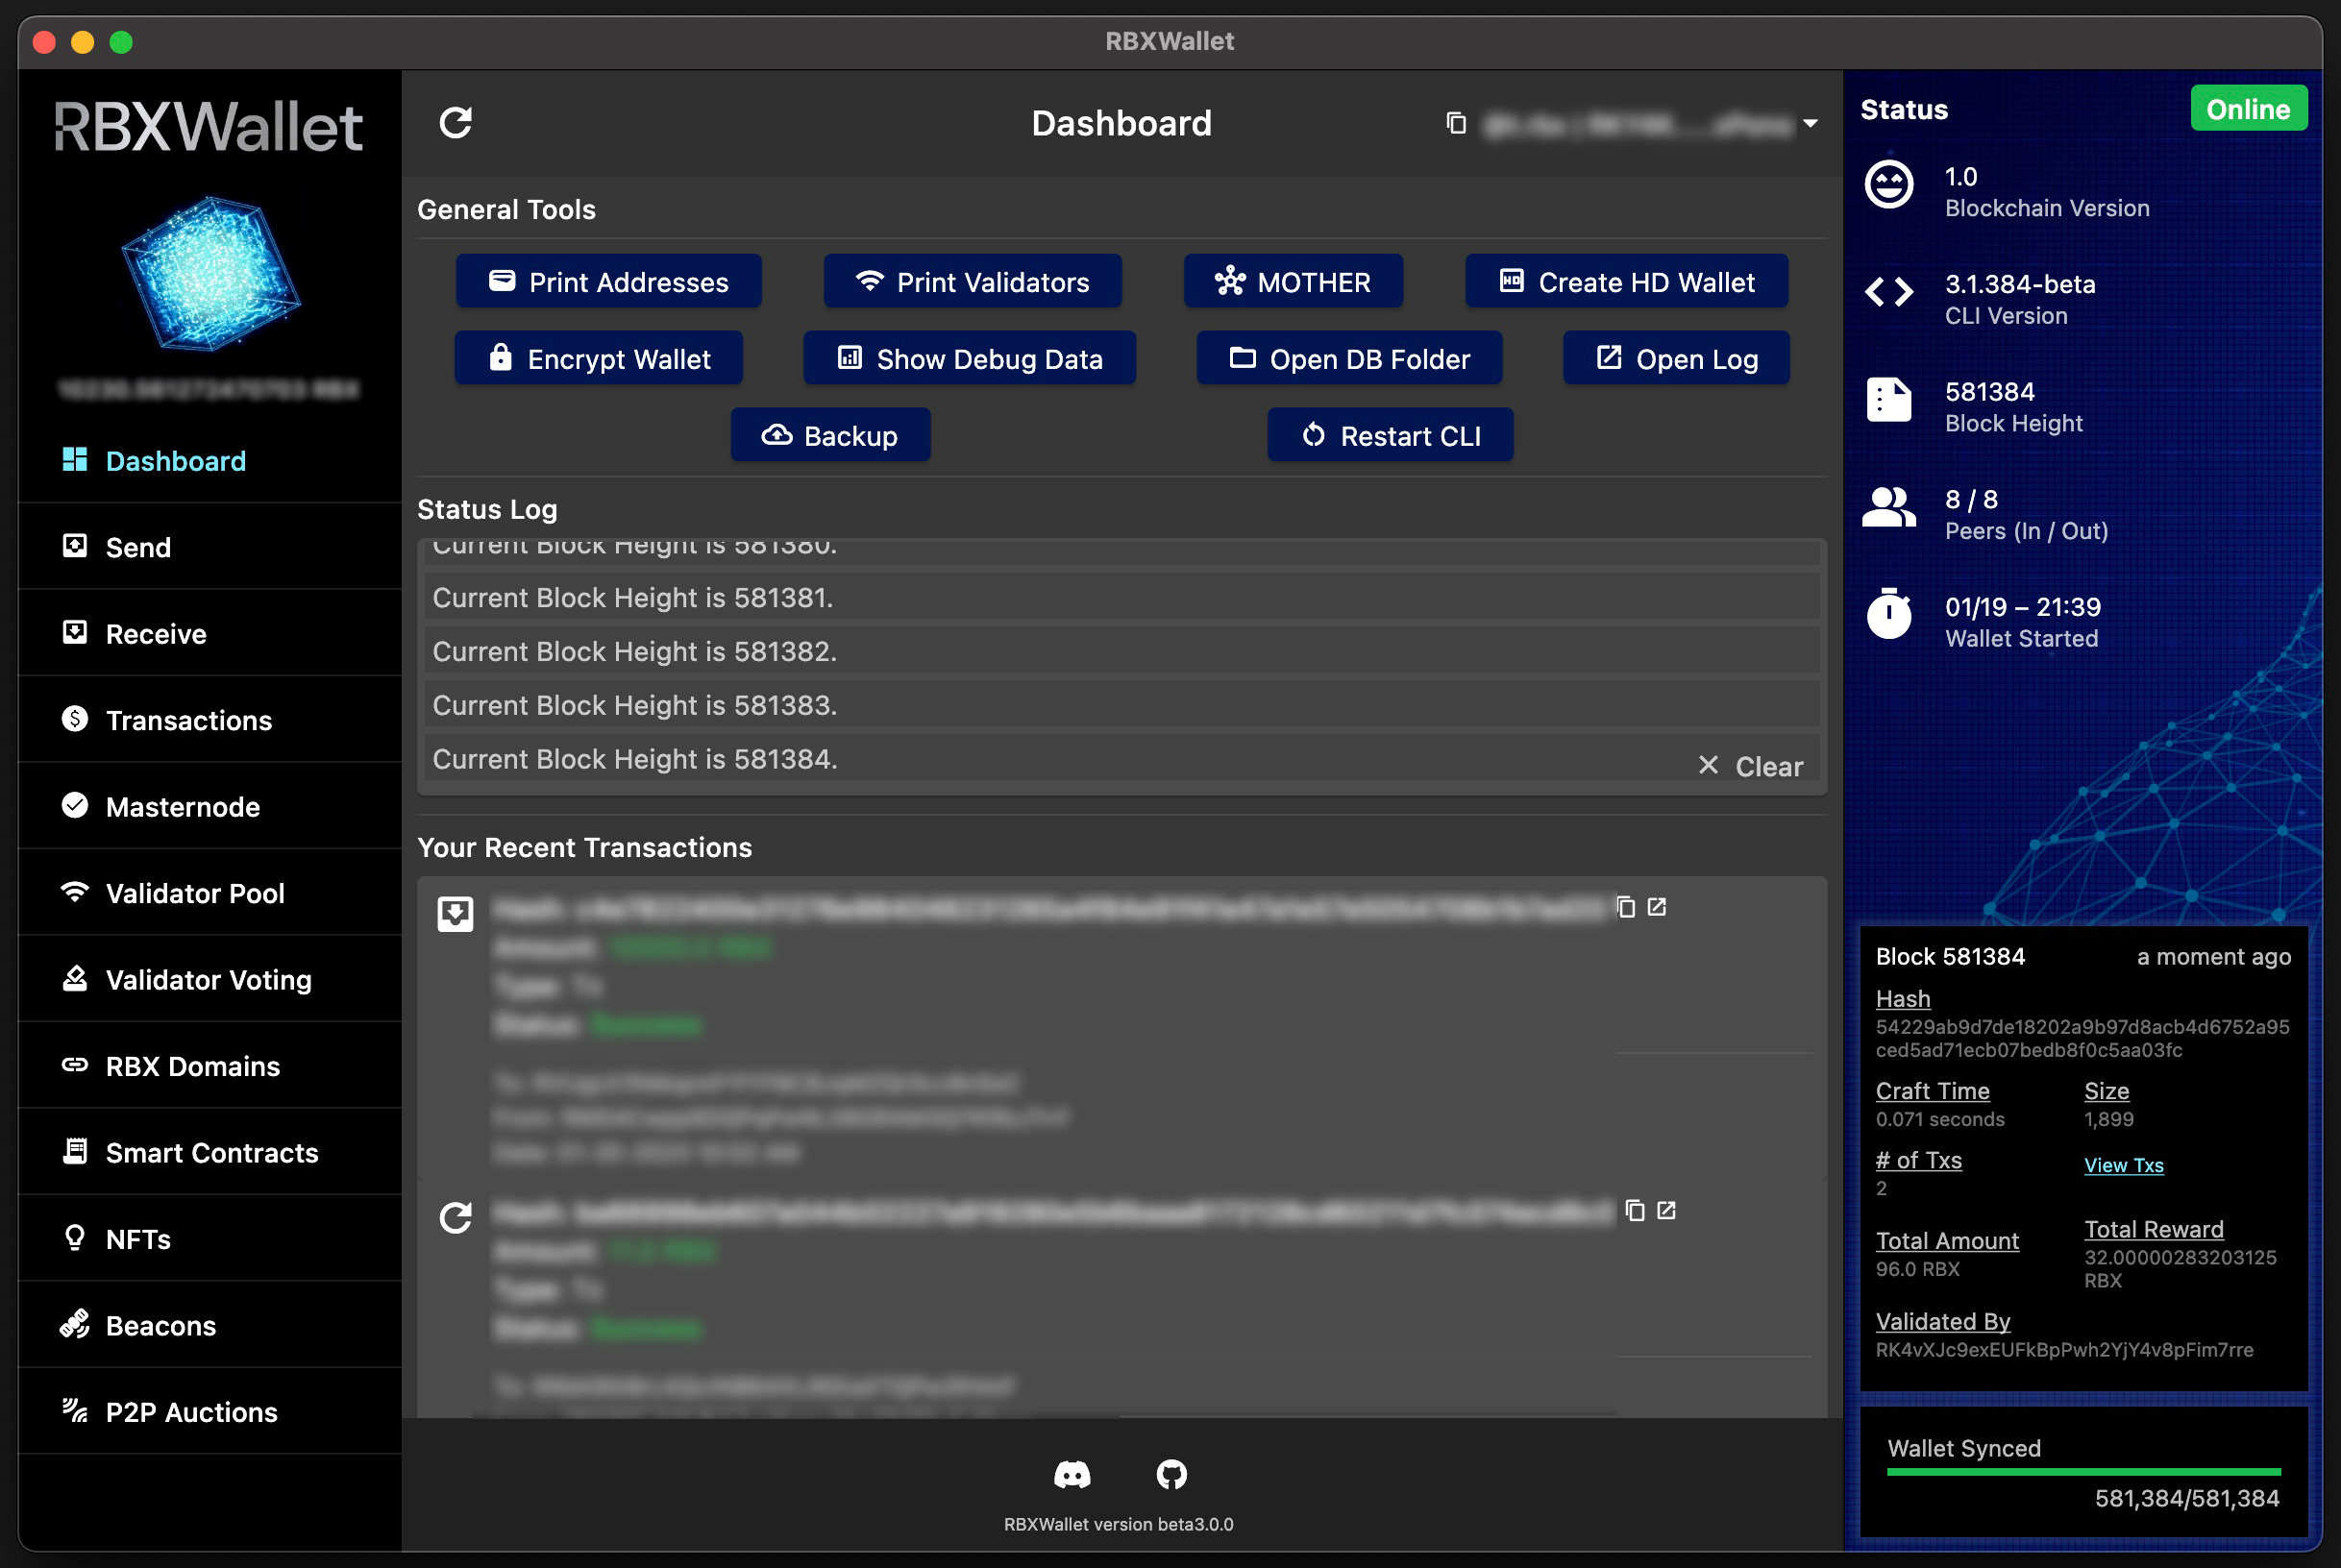 RBXWallet
RBXWallet
Dashboard
Send
Receive
Transactions
Masternode
Validator Pool
Validator Voting
RBX Domains
Smart Contracts
NFTs
Beacons
P2P Auctions
Dashboard
General Tools
Print Addresses
Print Validators
MOTHER
HD Create HD Wallet
Encrypt Wallet
Show Debug Data
Open DB Folder
Open Log
Backup
Restart CLI
Status Log
Current Block Height is 581380.
Current Block Height is 581381.
Current Block Height is 581382.
Current Block Height is 581383.
Current Block Height is 581384.
Clear
Your Recent Transactions
RBXWallet version beta3.0.0
Status
Online
1.0
Blockchain Version
3.1.384-beta
CLI Version
581384
Block Height
8 / 8
Peers (In / Out)
01/19 – 21:39
Wallet Started
Block 581384
a moment ago
Hash
54229ab9d7de18202a9b97d8acb4d6752a95
ced5ad71ecb07bedb8f0c5aa03fc
Craft Time
0.071 seconds
Size
1,899
# of Txs
2
View Txs
Total Amount
96.0 RBX
Total Reward
32.00000283203125
RBX
Validated By
RK4vXJc9exEUFkBpPwh2YjY4v8pFim7rre
Wallet Synced
581,384/581,384